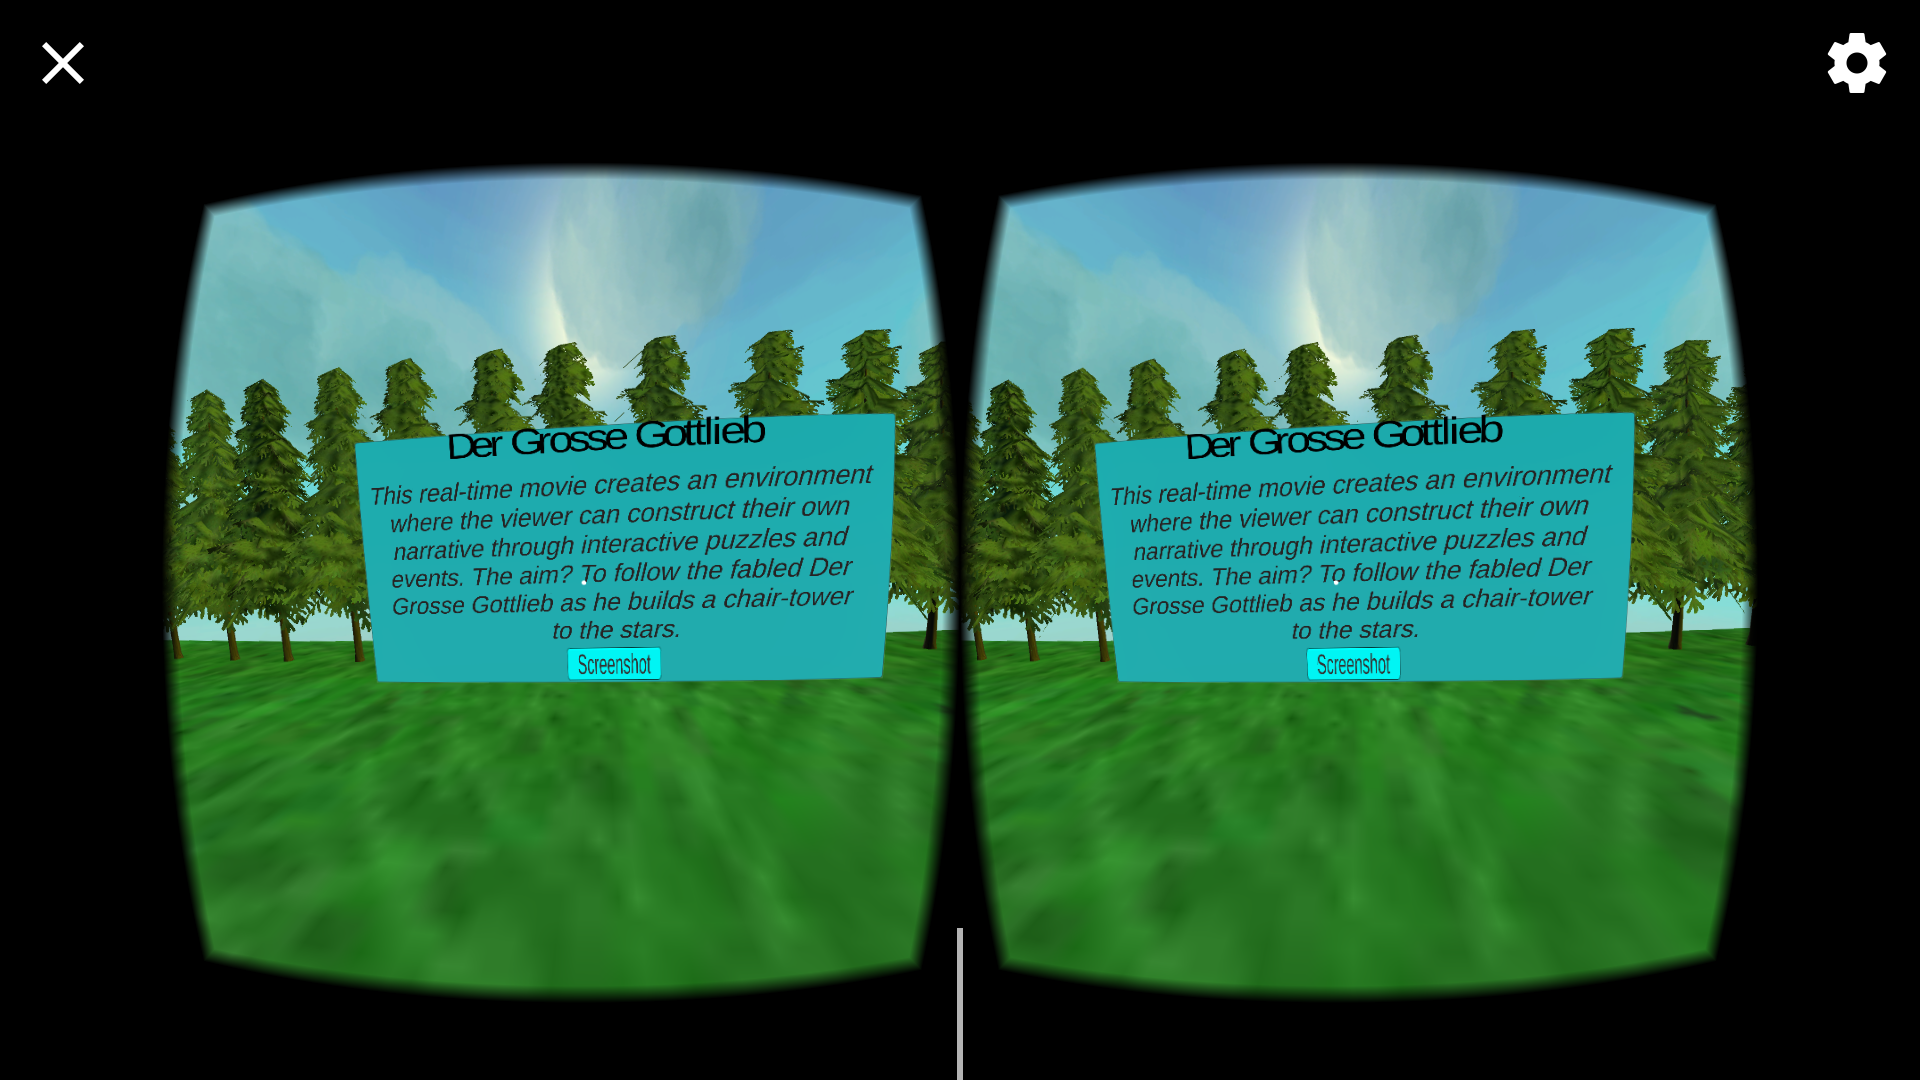 Der Grosse Gottlieb
This real-time movie creates an environment
where the viewer can construct their own
narrative through interactive puzzles and
events. The aim? To follow the fabled Der
Grosse Gottlieb as he builds a chair-tower
to the stars.
Screenshot
Der Grosse Gottlieb
This real-time movie creates an environment
where the viewer can construct their own
narrative through interactive puzzles and
events. The aim? To follow the fabled Der
Grosse Gottlieb as he builds a chair-tower
to the stars.
Screenshot